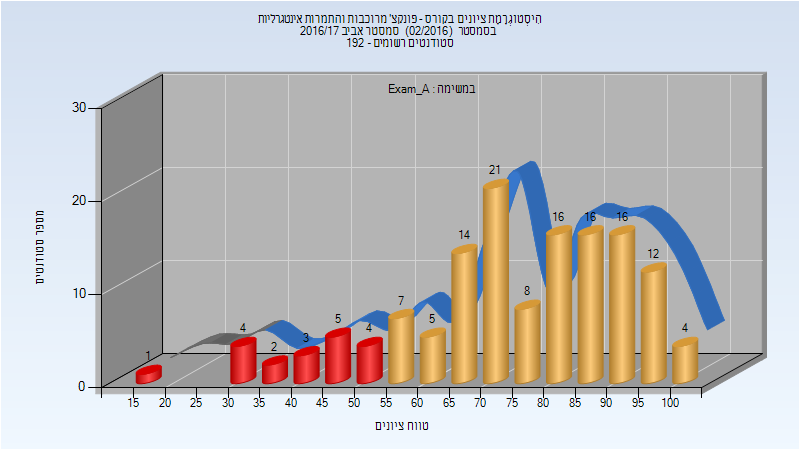 הִיסטוֹגְרָמַת ציונים בקורס - פונקצ' מרוכבות והתמרות אינטגרליות
בסמסטר (02/2016) סמסטר אביב 2016/17
סטודנטים רשומים - 192
במשימה : Exam_A
מספר סטודנטים
30
20
10
0
1
4
2
3
5
4
7
5
14
21
8
16
16
16
12
4
15 20 25 30 35 40 45 50 55 60 65 70 75 80 85 90 95 100
טווח ציונים